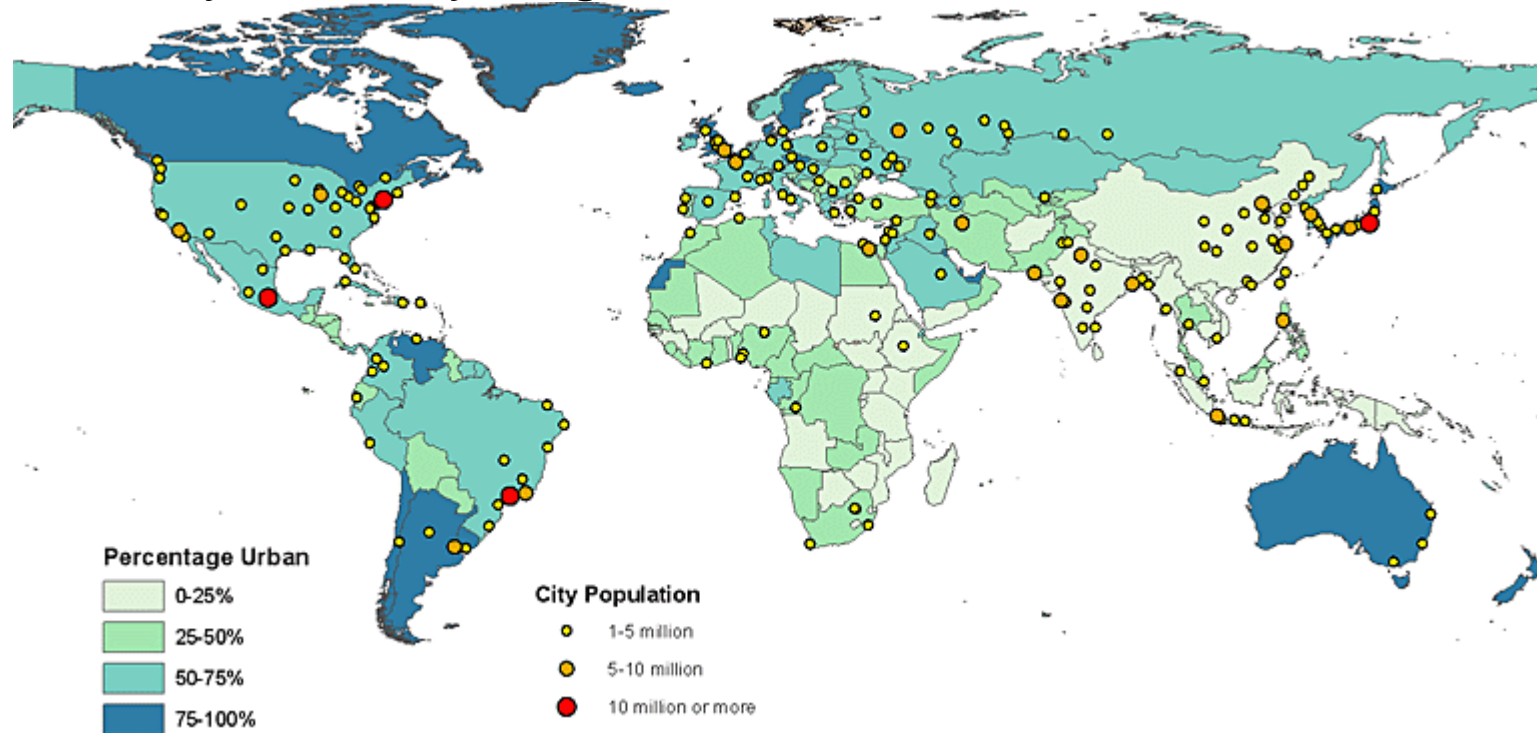 Percentage Urban
0-25%
25-50%
50-75%
75-100%
City Population
1-5 million
5-10 million
10 million or more